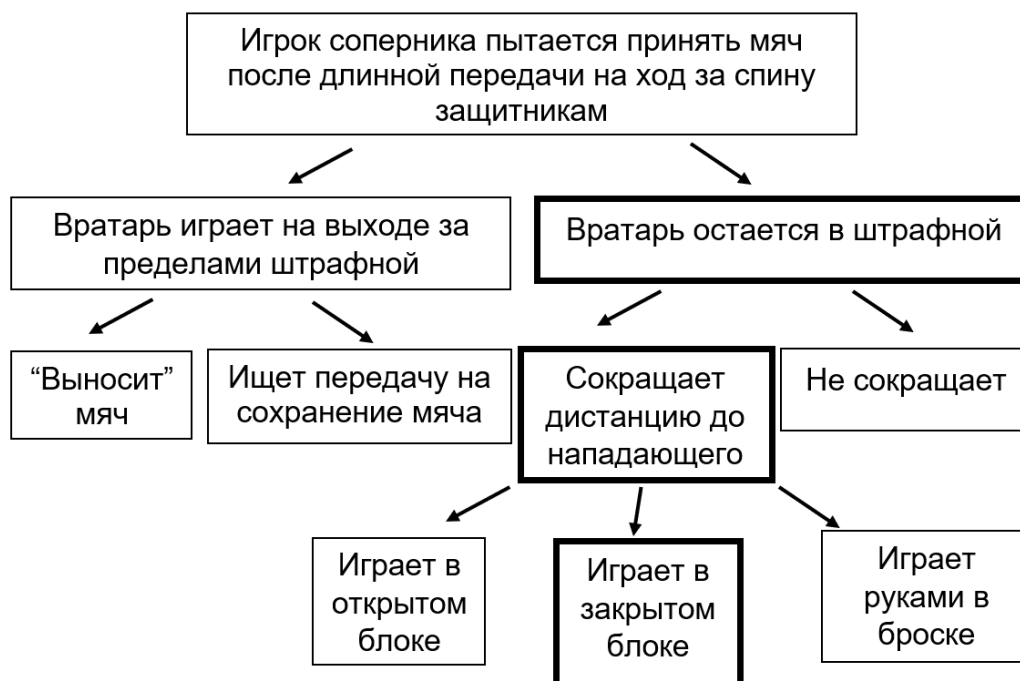 Игрок соперника пытается принять мяч
после длинной передачи на ход за спину
защитникам
Вратарь играет на выходе за
пределами штрафной
Вратарь остается в штрафной
“Выносит”
мяч
Ищет передачу на
сохранение мяча
Сокращает
дистанцию до
нападающего
Не сокращает
Играет в
открытом
блоке
Играет в
закрытом
блоке
Играет
руками в
броске